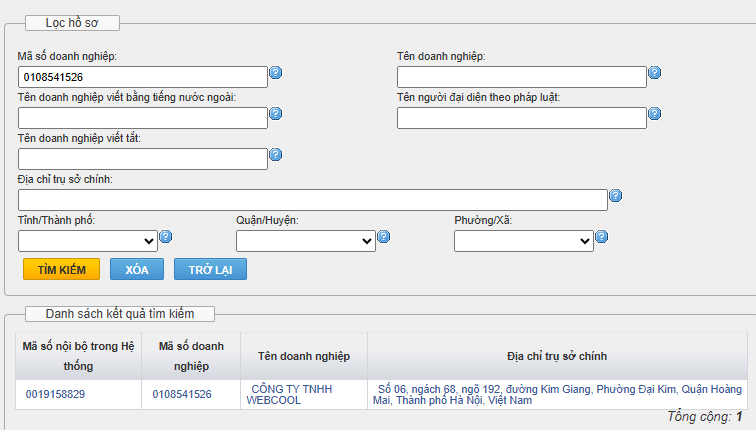 Lọc hồ sơ
Mã số doanh nghiệp: Tên doanh nghiệp:
0108541526
Tên doanh nghiệp viết bằng tiếng nước ngoài: Tên người đại diện theo pháp luật:
Tên doanh nghiệp viết tắt:
Địa chỉ trụ sở chính:
Tỉnh/Thành phố: Quận/Huyện: Phường/Xã:
TÌM KIẾM XÓA TRỞ LẠI
Danh sách kết quả tìm kiếm
Mã số nội bộ trong Hệ
thống
Mã số doanh
nghiệp
Tên doanh nghiệp
Địa chỉ trụ sở chính
0019158829
0108541526
CÔNG TY TNHH
WEBCOOL
Số 06, ngách 68, ngõ 192, đường Kim Giang, Phường Đại Kim, Quận Hoàng
Mai, Thành phố Hà Nội, Việt Nam
Tổng cộng: 1